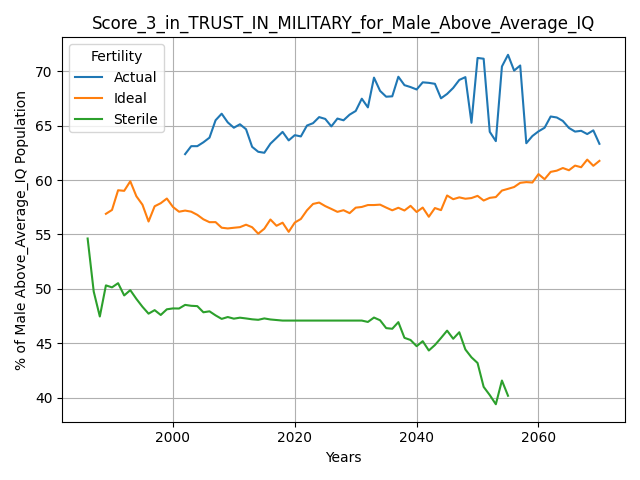 Score_3_in_TRUST_IN_MILITARY_for_Male_Above_Average_IQ
Fertility
Actual
Ideal
Sterile
% of Male Above_Average_IQ Population
70
65
60
55
50
45
40
2000
2020
2040
2060
Years